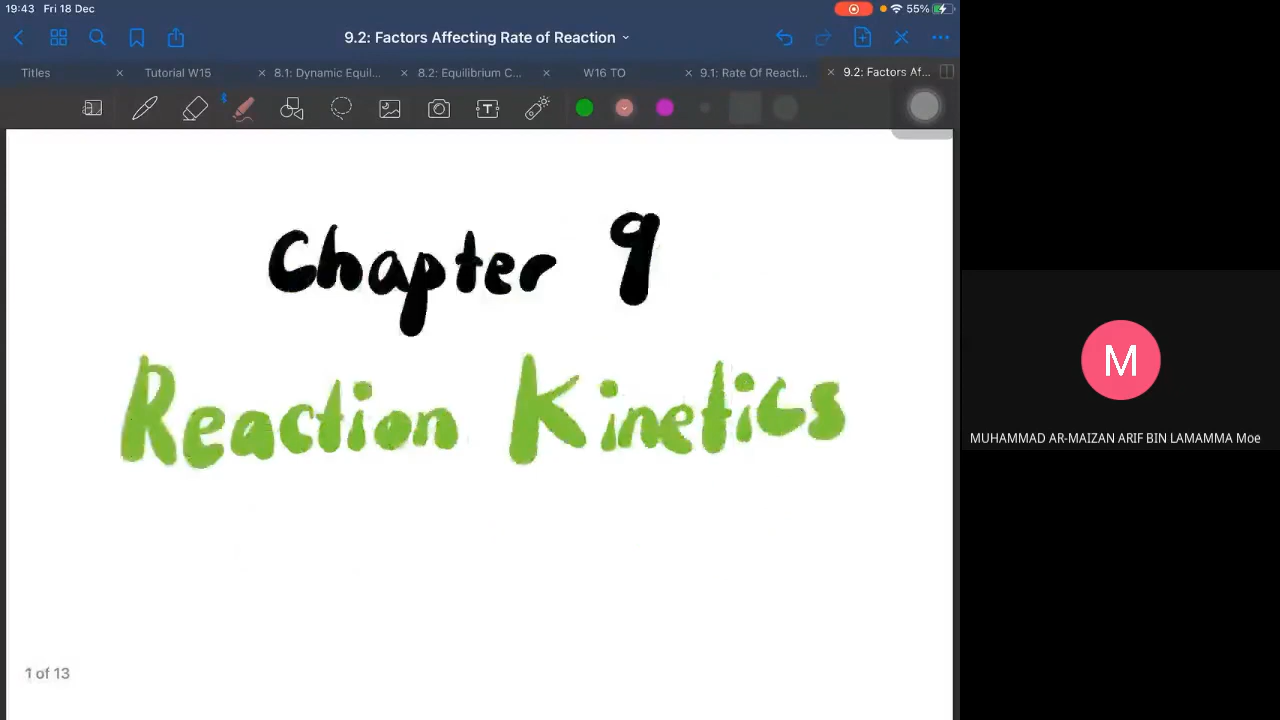 19:43 Fri 18 Dec
55%
9.2: Factors Affecting Rate of Reaction
Titles
Tutorial W15
8.1: Dynamic Equil...
8.2: Equilibrium C...
W16 TO
9.1: Rate Of Reacti...
9.2: Factors Af...
T
Chapter 9
Reaction Kinetics
1 of 13
M
MUHAMMAD AR-MAIZAN ARIF BIN LAMAMMA Moe